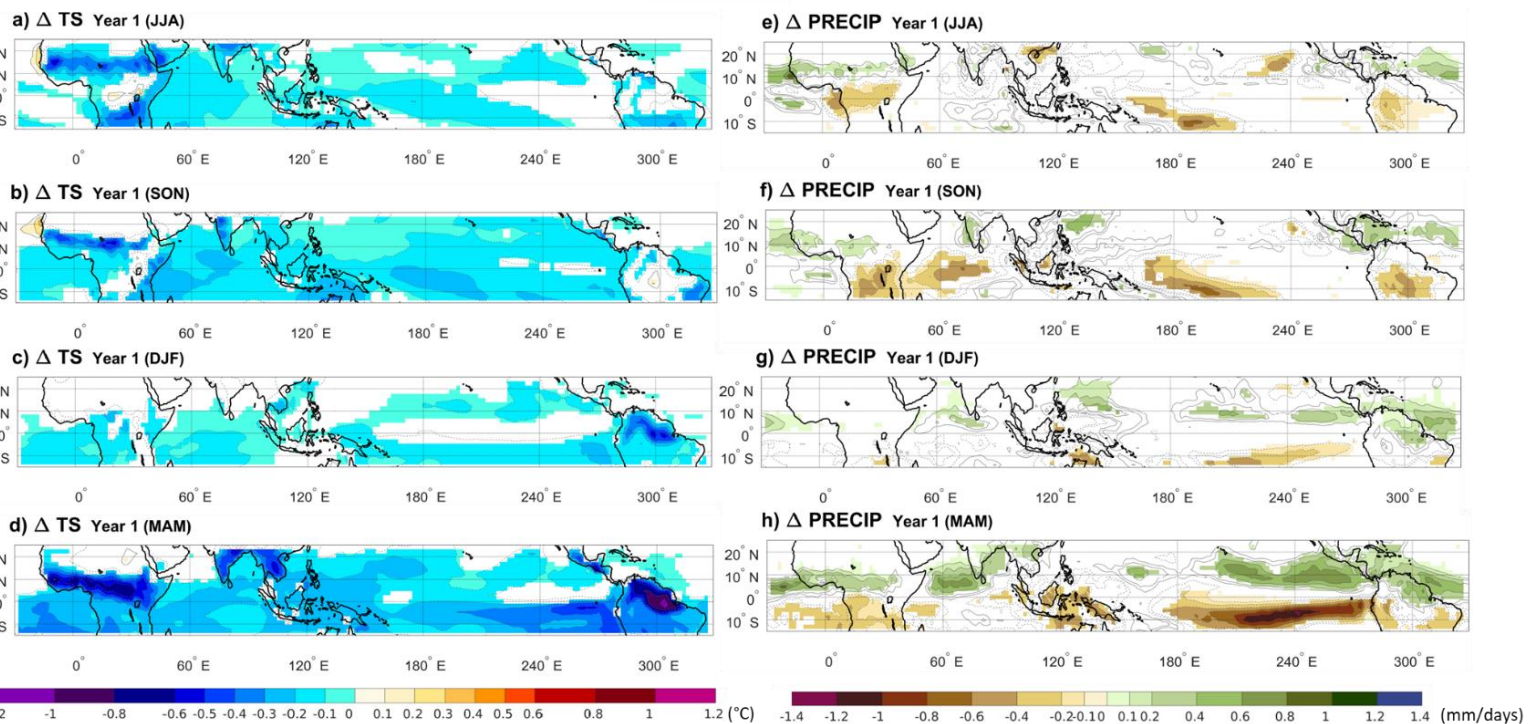 a) Δ TS Year 1 (JJA)
N
N
0°
S
0° 60° E 120° E 180° E 240° E 300° E
b) Δ TS Year 1 (SON)
N
N
0°
S
0° 60° E 120° E 180° E 240° E 300° E
c) Δ TS Year 1 (DJF)
N
N
0°
S
0° 60° E 120° E 180° E 240° E 300° E
d) Δ TS Year 1 (MAM)
N
N
0°
S
0° 60° E 120° E 180° E 240° E 300° E
2 -1 -0.8 -0.6 -0.5 -0.4 -0.3 -0.2 -0.1 0 0.1 0.2 0.3 0.4 0.5 0.6 0.8 1 1.2 (°C)
e) Δ PRECIP Year 1 (JJA)
20° N
10° N
0
10° S
0° 60° E 120° E 180° E 240° E 300° E
f) Δ PRECIP Year 1 (SON)
20° N
10° N
0
10° S
0° 60° E 120° E 180° E 240° E 300° E
g) Δ PRECIP Year 1 (DJF)
20° N
10° N
0
10° S
0° 60° E 120° E 180° E 240° E 300° E
h) Δ PRECIP Year 1 (MAM)
20° N
10° N
0
10° S
0° 60° E 120° E 180° E 240° E 300° E
-1.4 -1.2 -1 -0.8 -0.6 -0.4 -0.2 -0.1 0 0.1 0.2 0.4 0.6 0.8 1 1.2 1.4 (mm/days)